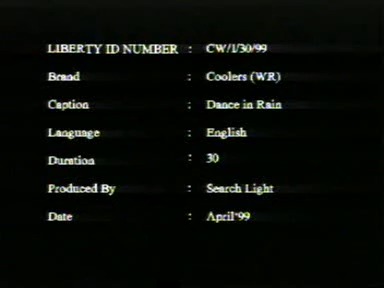 LIBERTY ID NUMBER : CW/1/30/99
Brand : Coolers (WR)
Caption : Dance in Rain
Language : English
Duration : 30
Produced By : Search Light
Date : April'99